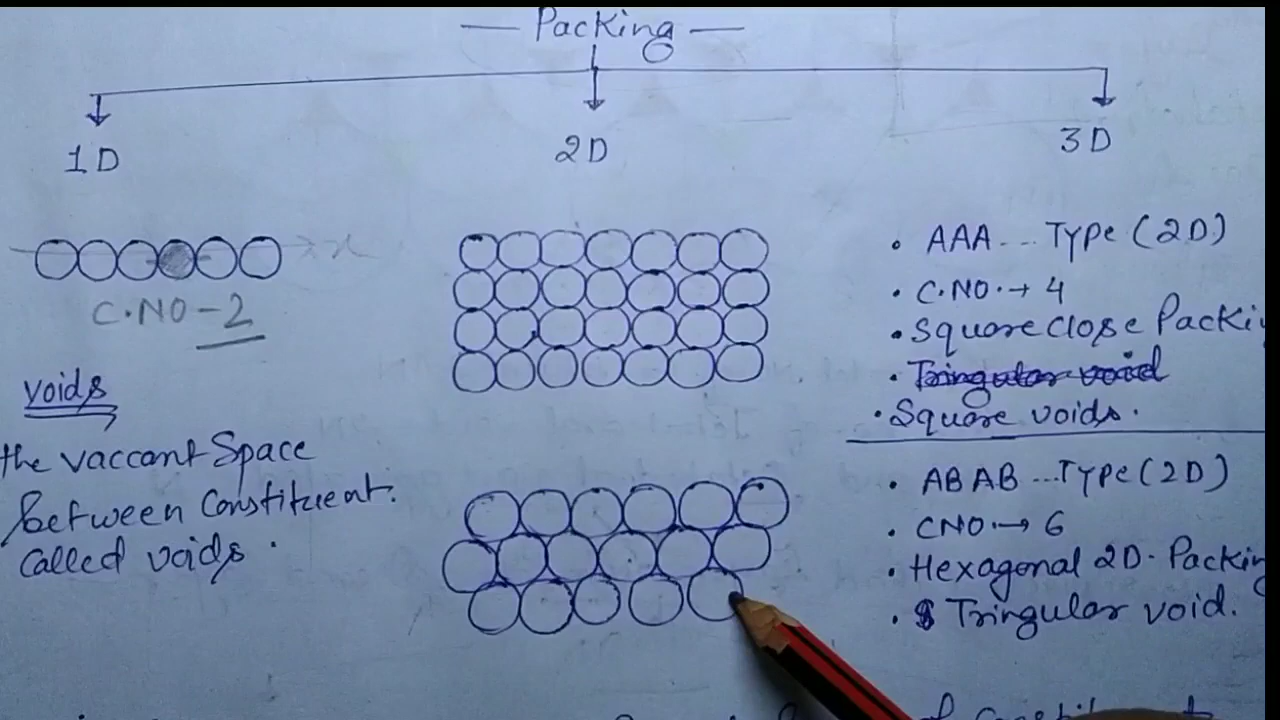 — Packing —
1D
2D
3D
C.NO - 2
voids
the vaccant Space
between Constituent.
Called voids .
. AAA ... Type (2D)
. C.NO. → 4
. Square Close Packi
. Tringular void
. Square voids .
. ABAB ... Type (2D)
. CNO. → 6
. Hexagonal 2D. Packin
. Tringular void.